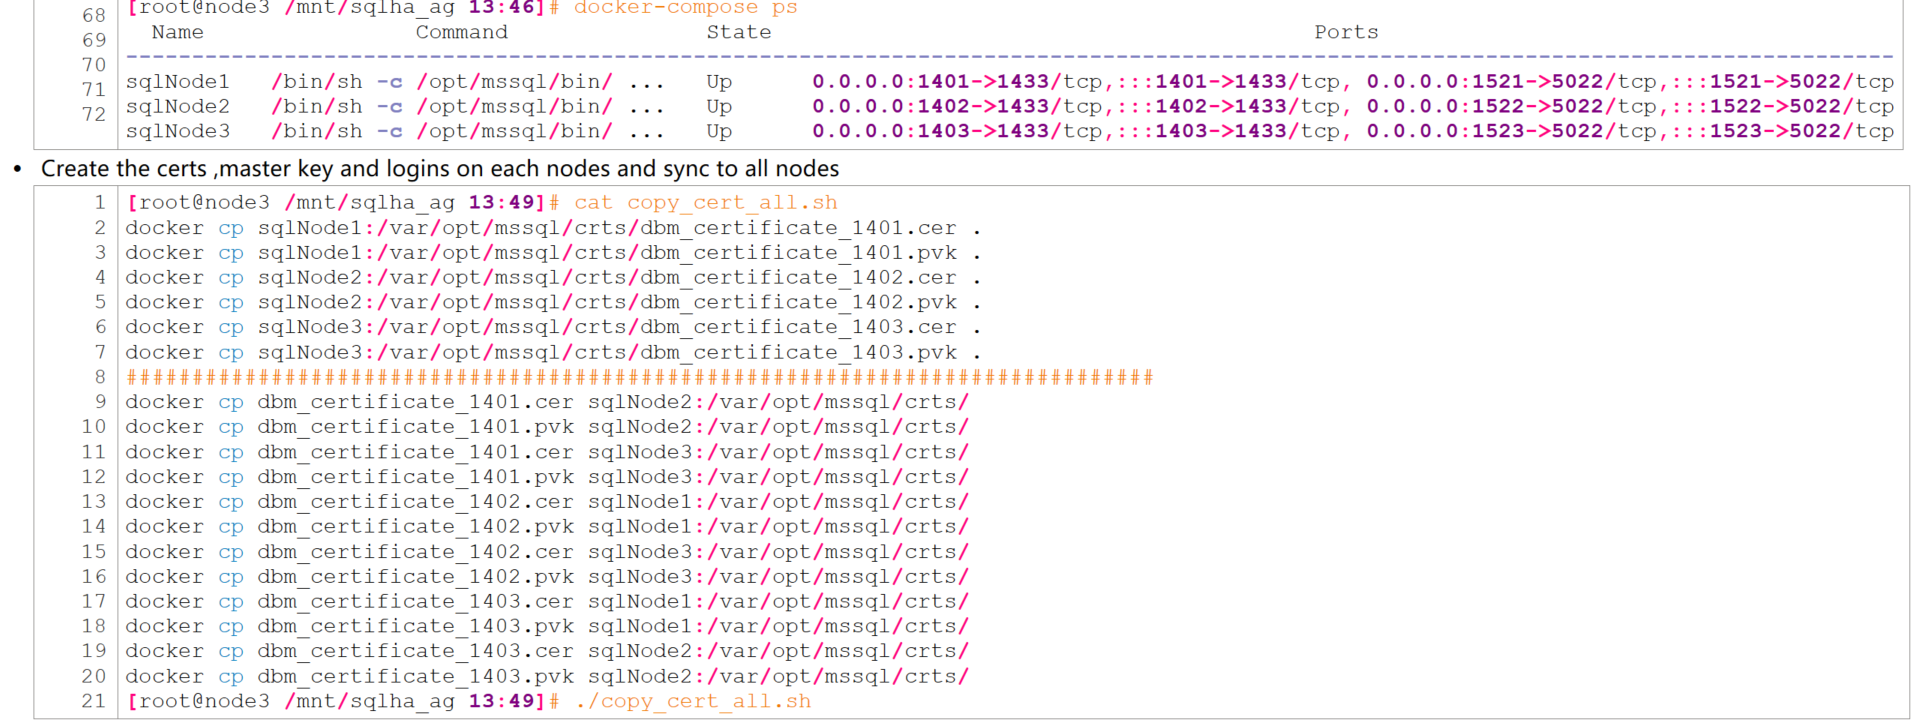 68 [root@node3 /mnt/sqlha_ag 13:46]# docker-compose ps
69 Name Command State Ports
70 --------------------------------------------------------------------------------------------------------------------------------------
71 sqlNode1 /bin/sh -c /opt/mssql/bin/ ... Up 0.0.0.0:1401->1433/tcp,:::1401->1433/tcp, 0.0.0.0:1521->5022/tcp,:::1521->5022/tcp
72 sqlNode2 /bin/sh -c /opt/mssql/bin/ ... Up 0.0.0.0:1402->1433/tcp,:::1402->1433/tcp, 0.0.0.0:1522->5022/tcp,:::1522->5022/tcp
sqlNode3 /bin/sh -c /opt/mssql/bin/ ... Up 0.0.0.0:1403->1433/tcp,:::1403->1433/tcp, 0.0.0.0:1523->5022/tcp,:::1523->5022/tcp
• Create the certs ,master key and logins on each nodes and sync to all nodes
1 [root@node3 /mnt/sqlha_ag 13:49]# cat copy_cert_all.sh
2 docker cp sqlNode1:/var/opt/mssql/crts/dbm_certificate_1401.cer .
3 docker cp sqlNode1:/var/opt/mssql/crts/dbm_certificate_1401.pvk .
4 docker cp sqlNode2:/var/opt/mssql/crts/dbm_certificate_1402.cer .
5 docker cp sqlNode2:/var/opt/mssql/crts/dbm_certificate_1402.pvk .
6 docker cp sqlNode3:/var/opt/mssql/crts/dbm_certificate_1403.cer .
7 docker cp sqlNode3:/var/opt/mssql/crts/dbm_certificate_1403.pvk .
8 ##############################################################################
9 docker cp dbm_certificate_1401.cer sqlNode2:/var/opt/mssql/crts/
10 docker cp dbm_certificate_1401.pvk sqlNode2:/var/opt/mssql/crts/
11 docker cp dbm_certificate_1401.cer sqlNode3:/var/opt/mssql/crts/
12 docker cp dbm_certificate_1401.pvk sqlNode3:/var/opt/mssql/crts/
13 docker cp dbm_certificate_1402.cer sqlNode1:/var/opt/mssql/crts/
14 docker cp dbm_certificate_1402.pvk sqlNode1:/var/opt/mssql/crts/
15 docker cp dbm_certificate_1402.cer sqlNode3:/var/opt/mssql/crts/
16 docker cp dbm_certificate_1402.pvk sqlNode3:/var/opt/mssql/crts/
17 docker cp dbm_certificate_1403.cer sqlNode1:/var/opt/mssql/crts/
18 docker cp dbm_certificate_1403.pvk sqlNode1:/var/opt/mssql/crts/
19 docker cp dbm_certificate_1403.cer sqlNode2:/var/opt/mssql/crts/
20 docker cp dbm_certificate_1403.pvk sqlNode2:/var/opt/mssql/crts/
21 [root@node3 /mnt/sqlha_ag 13:49]# ./copy_cert_all.sh